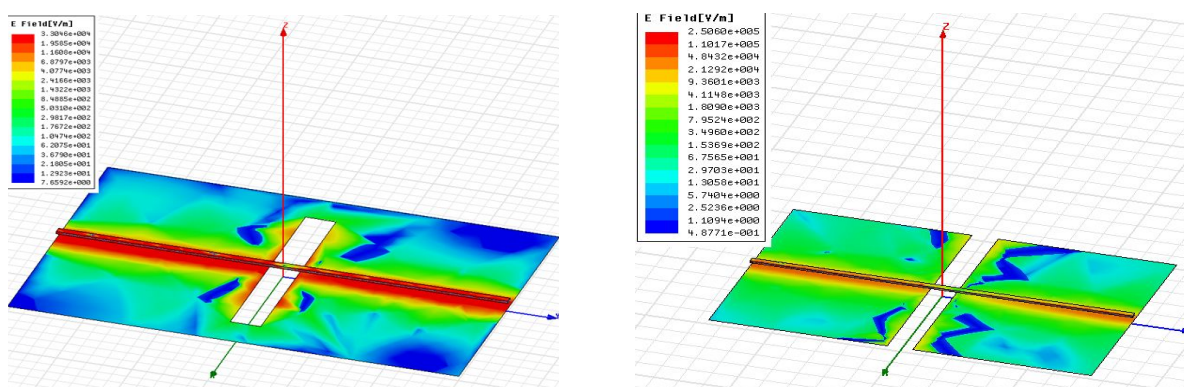 E Field[V/m]
3.3046e+004
1.9585e+004
1.1608e+004
6.8797e+003
4.0774e+003
2.4166e+003
1.4322e+003
8.4885e+002
5.0310e+002
2.9817e+002
1.7672e+002
1.0474e+002
6.2075e+001
3.6790e+001
2.1805e+001
1.2923e+001
7.6592e+000
Z
E Field[V/m]
2.5060e+005
1.1017e+005
4.8432e+004
2.1292e+004
9.3601e+003
4.1148e+003
1.8090e+003
7.9524e+002
3.4960e+002
1.5369e+002
6.7565e+001
2.9703e+001
1.3058e+001
5.7404e+000
2.5236e+000
1.1094e+000
4.8771e-001
Z